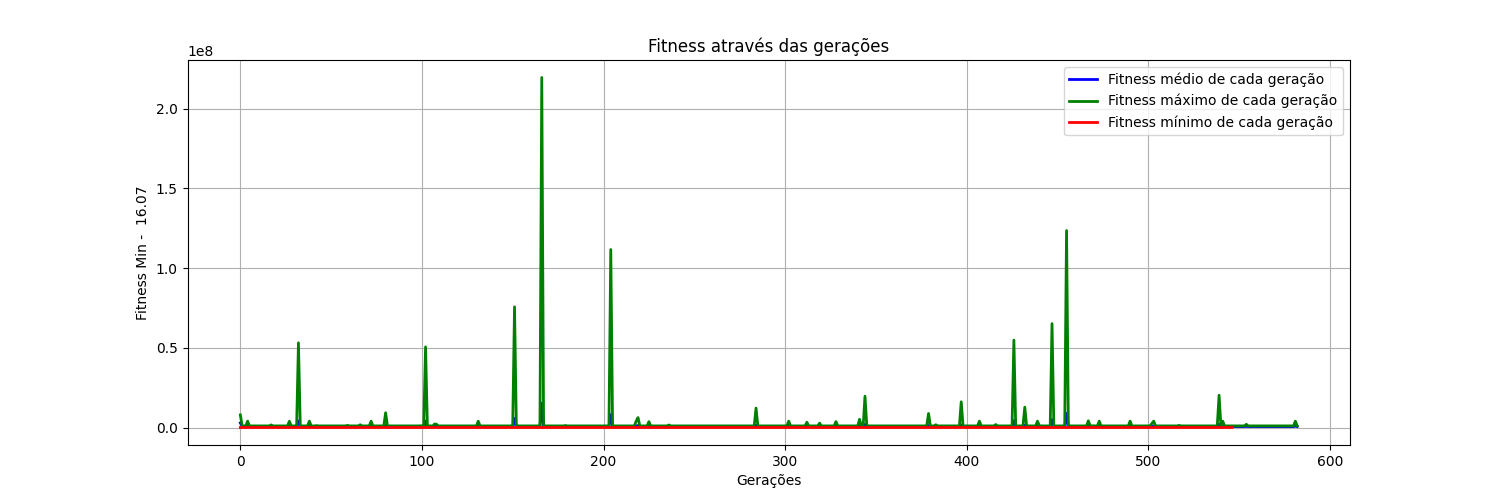 Fitness através das gerações
1e8
2.0
1.5
1.0
0.5
0.0
Fitness Min -  16.07
Fitness médio de cada geração
Fitness máximo de cada geração
Fitness mínimo de cada geração
0 100 200 300 400 500 600
Gerações